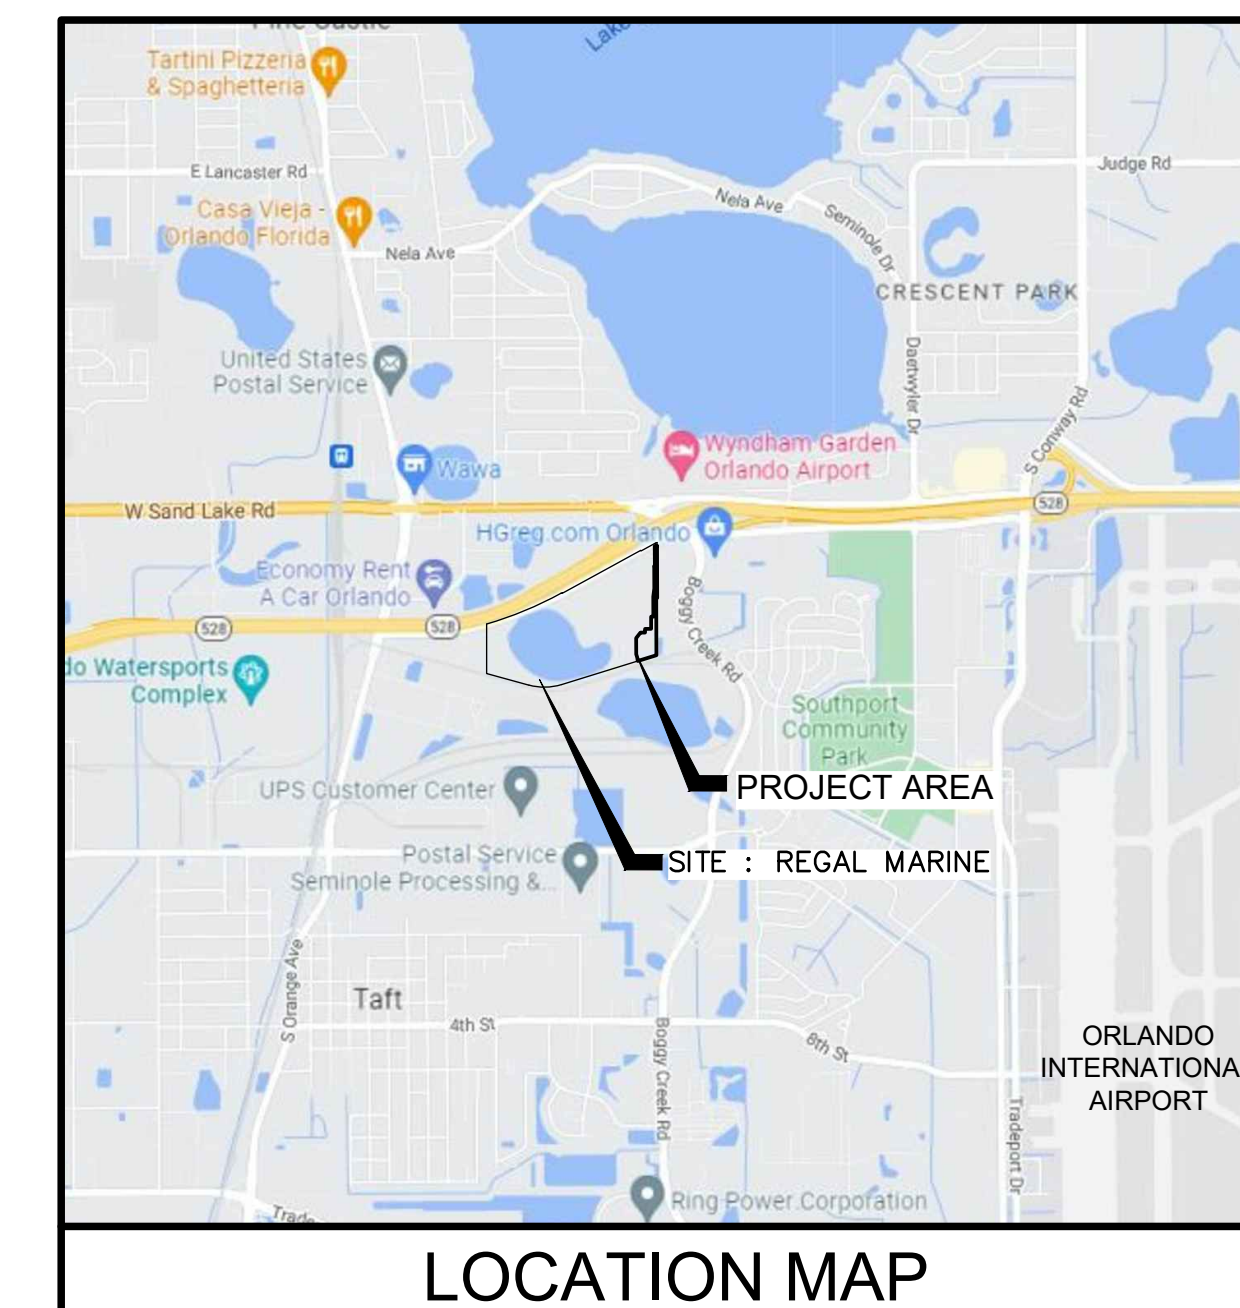 Pine Castle
Tartini Pizzeria
& Spaghetteria
Lake
E Lancaster Rd
Judge Rd
Nela Ave
Seminole Dr
Casa Vieja -
Orlando Florida
Nela Ave
CRESCENT PARK
United States
Postal Service
Daetwyler Dr
S Conway Rd
Wyndham Garden
Orlando Airport
Wawa
W Sand Lake Rd
528
HGreg.com Orlando
Economy Rent
A Car Orlando
Boggy Creek Rd
528
528
do Watersports
Complex
Southport
Community
Park
UPS Customer Center
PROJECT AREA
Postal Service
Seminole Processing &...
SITE : REGAL MARINE
S Orange Ave
Taft
4th St
Boggy Creek Rd
8th St
ORLANDO
INTERNATIONA
AIRPORT
Tradeport Dr
Ring Power Corporation
Trade
LOCATION MAP